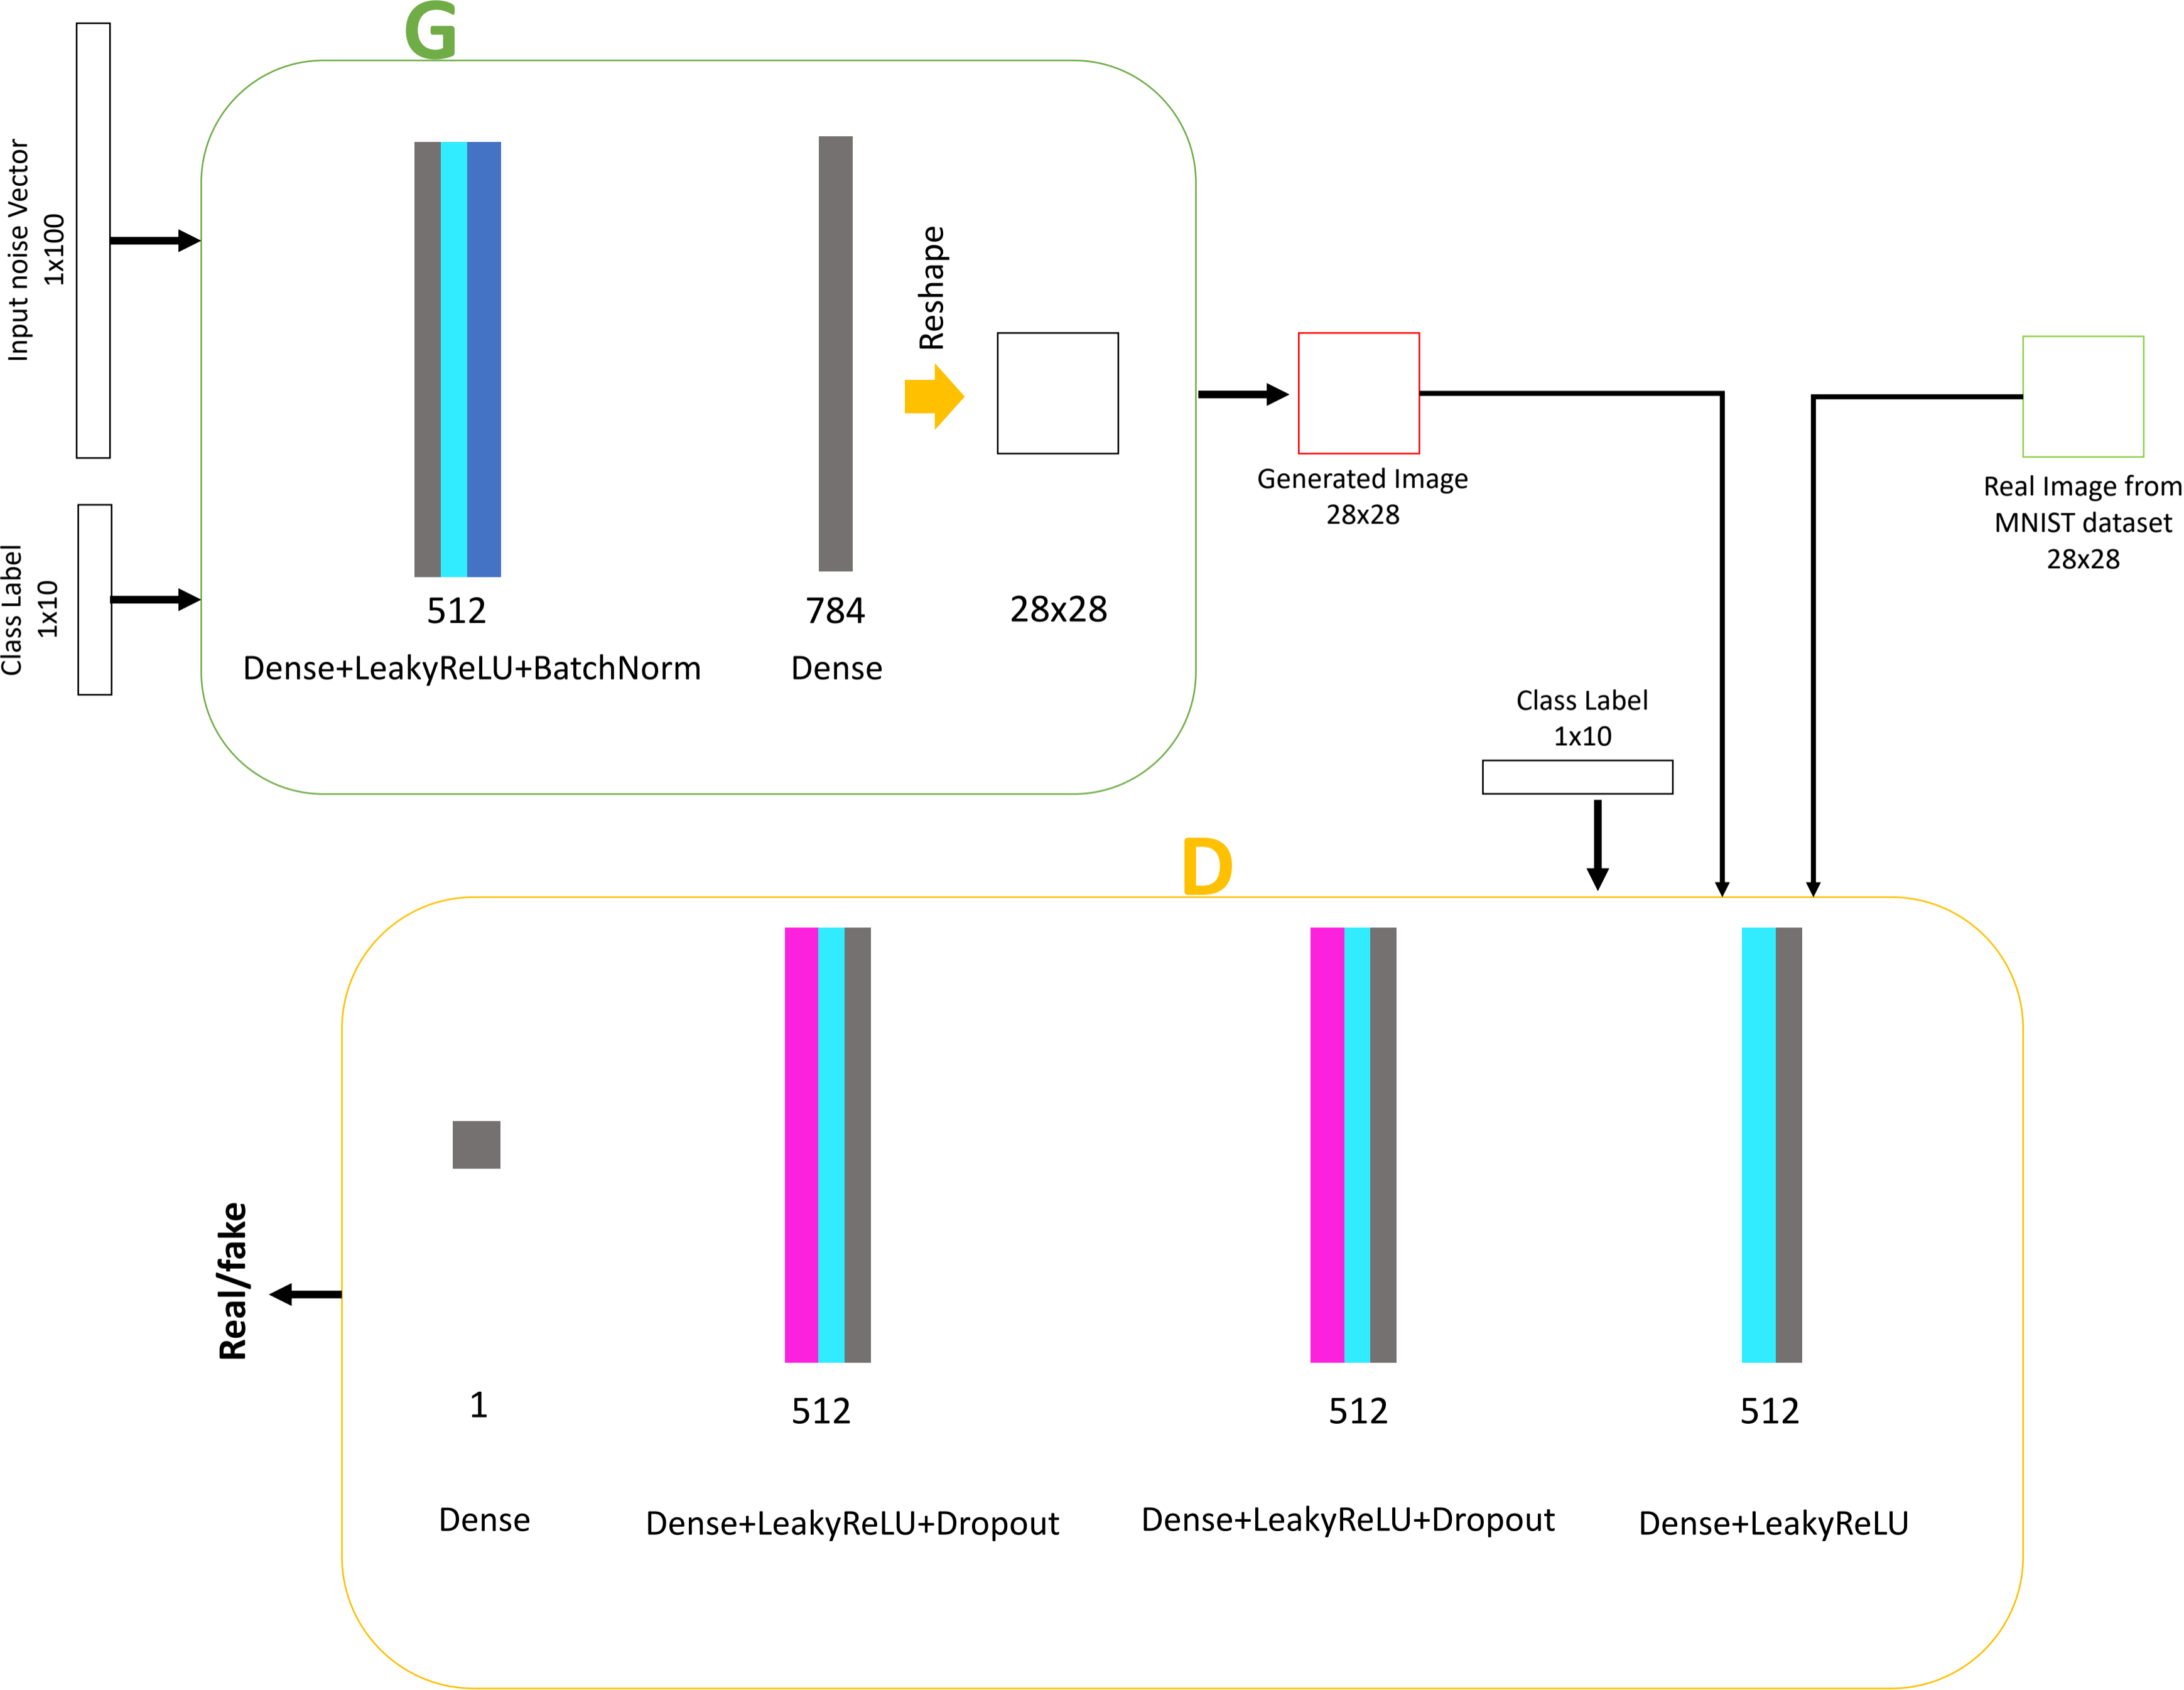 G
Input noise Vector
1x100
Class Label
1x10
Reshape
512
784
28x28
Dense+LeakyReLU+BatchNorm
Dense
Generated Image
28x28
Real Image from
MNIST dataset
28x28
Class Label
1x10
D
Real/fake
1
512
512
512
Dense
Dense+LeakyReLU+Dropout
Dense+LeakyReLU+Dropout
Dense+LeakyReLU